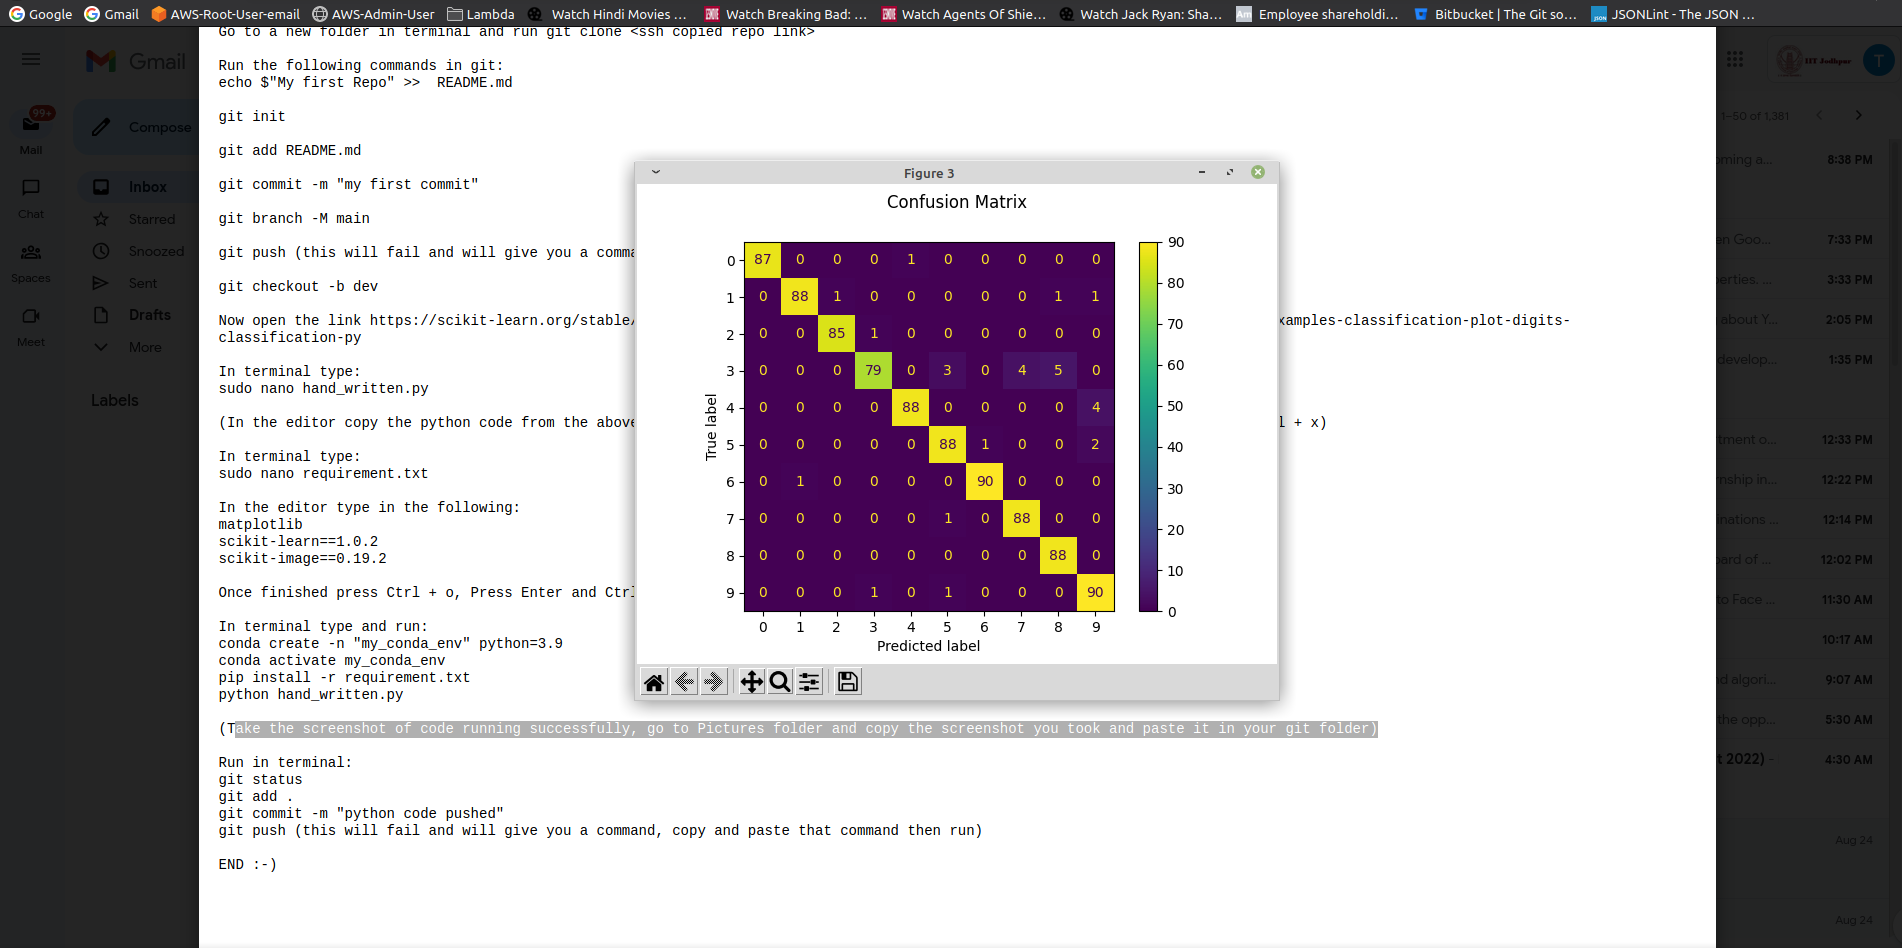 Google Gmail AWS-Root-User-email AWS-Admin-User Lambda Watch Hindi Movies ... Watch Breaking Bad: ... Watch Agents Of Shie... Watch Jack Ryan: Sha... Employee shareholdi... Bitbucket | The Git so... JSONLint - The JSON ...
Gmail
99+
Mail
Chat
Spaces
Meet
Compose
Inbox
Starred
Snoozed
Sent
Drafts
More
Labels
Go to a new folder in terminal and run git clone <ssh copied repo link>
Run the following commands in git:
echo $"My first Repo" >>  README.md
git init
git add README.md
git commit -m "my first commit"
git branch -M main
git push (this will fail and will give you a comma
git checkout -b dev
Now open the link https://scikit-learn.org/stable/
xamples-classification-plot-digits-
classification-py
In terminal type:
sudo nano hand_written.py
(In the editor copy the python code from the above
l + x)
In terminal type:
sudo nano requirement.txt
In the editor type in the following:
matplotlib
scikit-learn==1.0.2
scikit-image==0.19.2
Once finished press Ctrl + o, Press Enter and Ctrl
In terminal type and run:
conda create -n "my_conda_env" python=3.9
conda activate my_conda_env
pip install -r requirement.txt
python hand_written.py
(Take the screenshot of code running successfully, go to Pictures folder and copy the screenshot you took and paste it in your git folder)
Run in terminal:
git status
git add .
git commit -m "python code pushed"
git push (this will fail and will give you a command, copy and paste that command then run)
END :-)
Figure 3
Confusion Matrix
True label
0 87 0 0 0 1 0 0 0 0 0
1 0 88 1 0 0 0 0 0 1 1
2 0 0 85 1 0 0 0 0 0 0
3 0 0 0 79 0 3 0 4 5 0
4 0 0 0 0 88 0 0 0 0 4
5 0 0 0 0 0 88 1 0 0 2
6 0 1 0 0 0 0 90 0 0 0
7 0 0 0 0 0 1 0 88 0 0
8 0 0 0 0 0 0 0 0 88 0
9 0 0 0 1 0 1 0 0 0 90
0 1 2 3 4 5 6 7 8 9
Predicted label
90
80
70
60
50
40
30
20
10
0
IIT Jodhpur
T
1–50 of 1,381
oming a... 8:38 PM
en Goo... 7:33 PM
perties. ... 3:33 PM
about Y... 2:05 PM
develop... 1:35 PM
tment o... 12:33 PM
rnship in... 12:22 PM
inations ... 12:14 PM
oard of ... 12:02 PM
to Face ... 11:30 AM
10:17 AM
nd algori... 9:07 AM
the opp... 5:30 AM
t 2022) - 4:30 AM
Aug 24
Aug 24